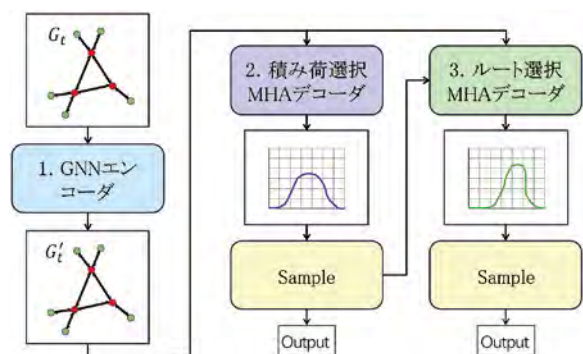 G_t
1. GNNエン
コーダ
G'_t
2. 積み荷選択
MHAデコーダ
Sample
Output
3. ルート選択
MHAデコーダ
Sample
Output